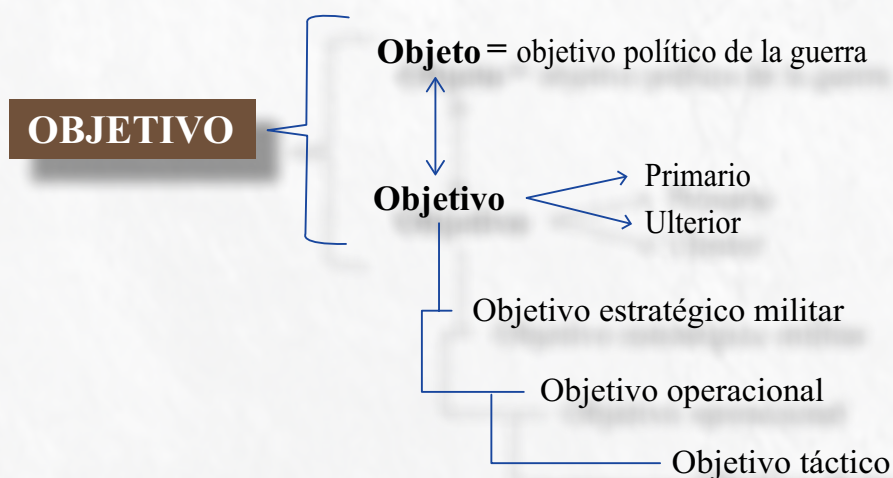 Objeto = objetivo político de la guerra
OBJETIVO
Objetivo
Primario
Ulterior
Objetivo estratégico militar
Objetivo operacional
Objetivo táctico